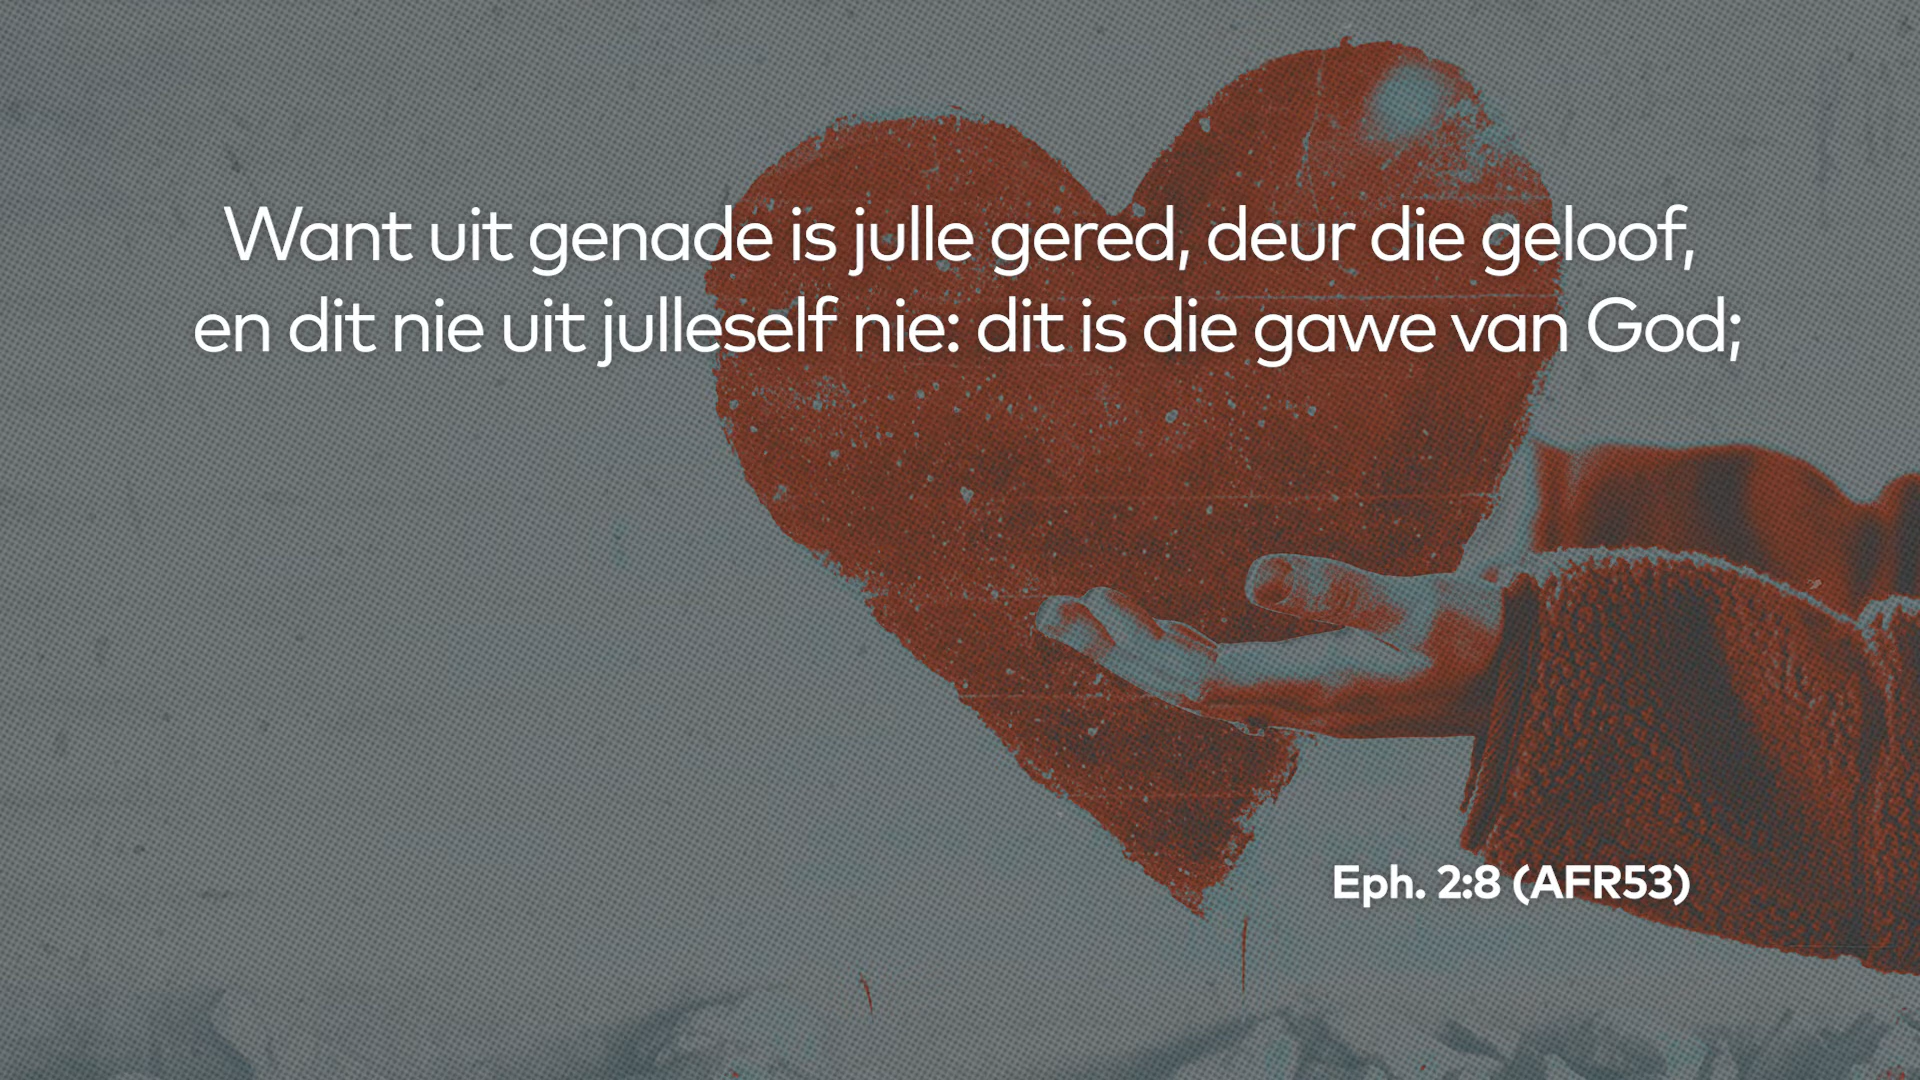 Want uit genade is julle gered, deur die geloof,
en dit nie uit julleself nie: dit is die gawe van God;
Eph. 2:8 (AFR53)